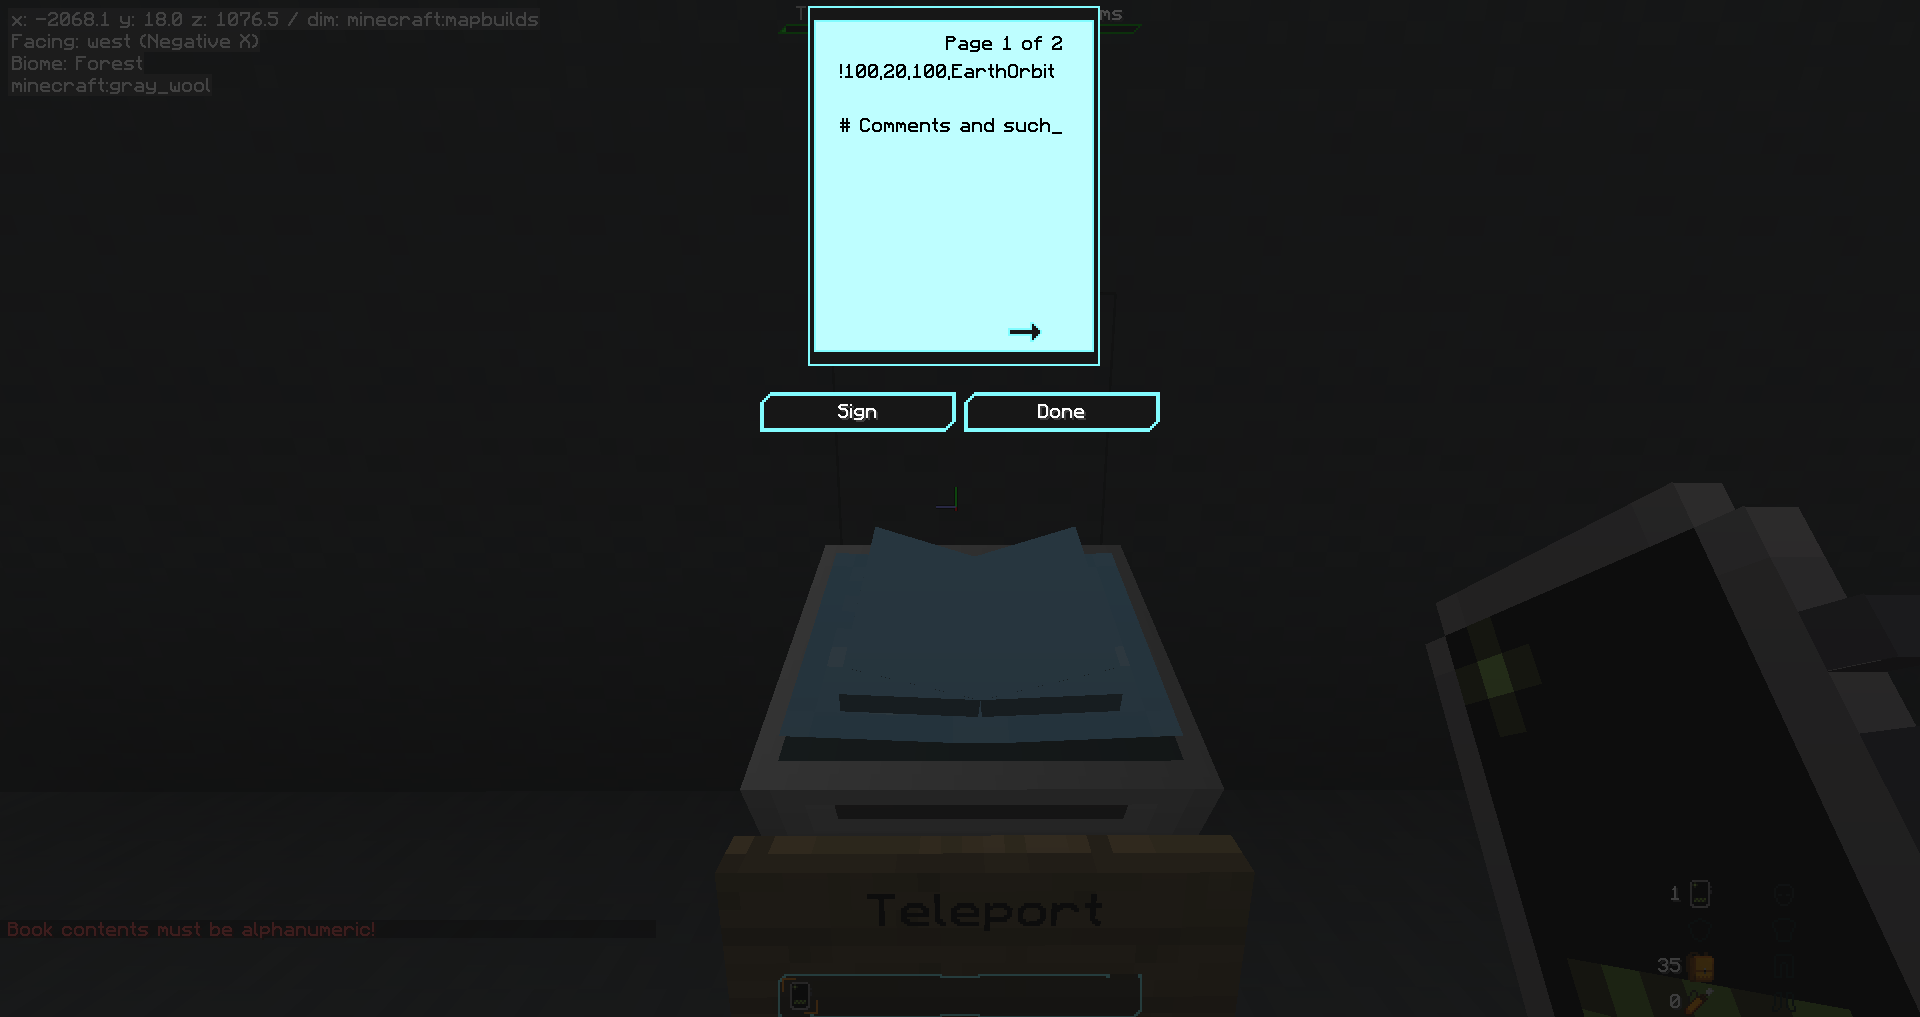 x: -2068.1 y: 18.0 z: 1076.5 / dim: minecraft:mapbuilds
Facing: west (Negative X)
Biome: Forest
minecraft:gray_wool
Page 1 of 2
!100,20,100,EarthOrbit
# Comments and such_
Sign
Done
Teleport
Book contents must be alphanumeric!
1
35
0